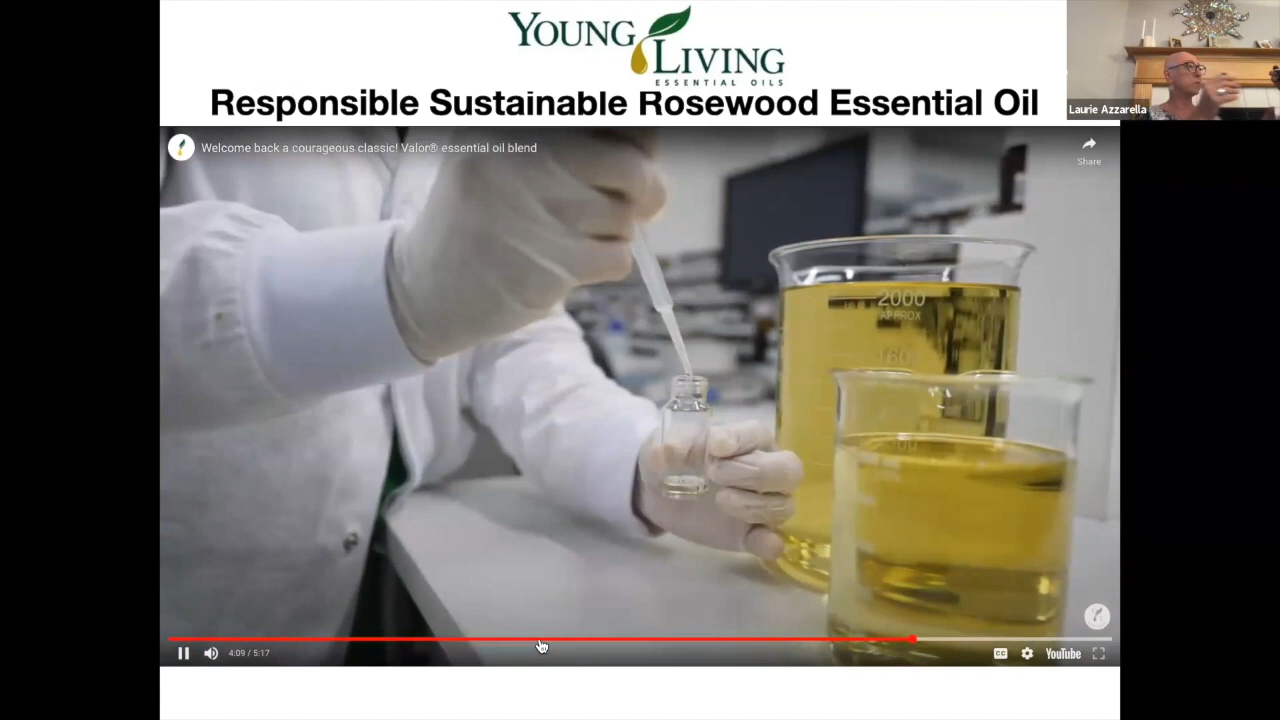 YOUNG
LIVING
ESSENTIAL OILS
Responsible Sustainable Rosewood Essential Oil
Laurie Azzarella
Welcome back a courageous classic! Valor® essential oil blend
Share
2000
APPROX
4:09 / 5:17
CC
YouTube